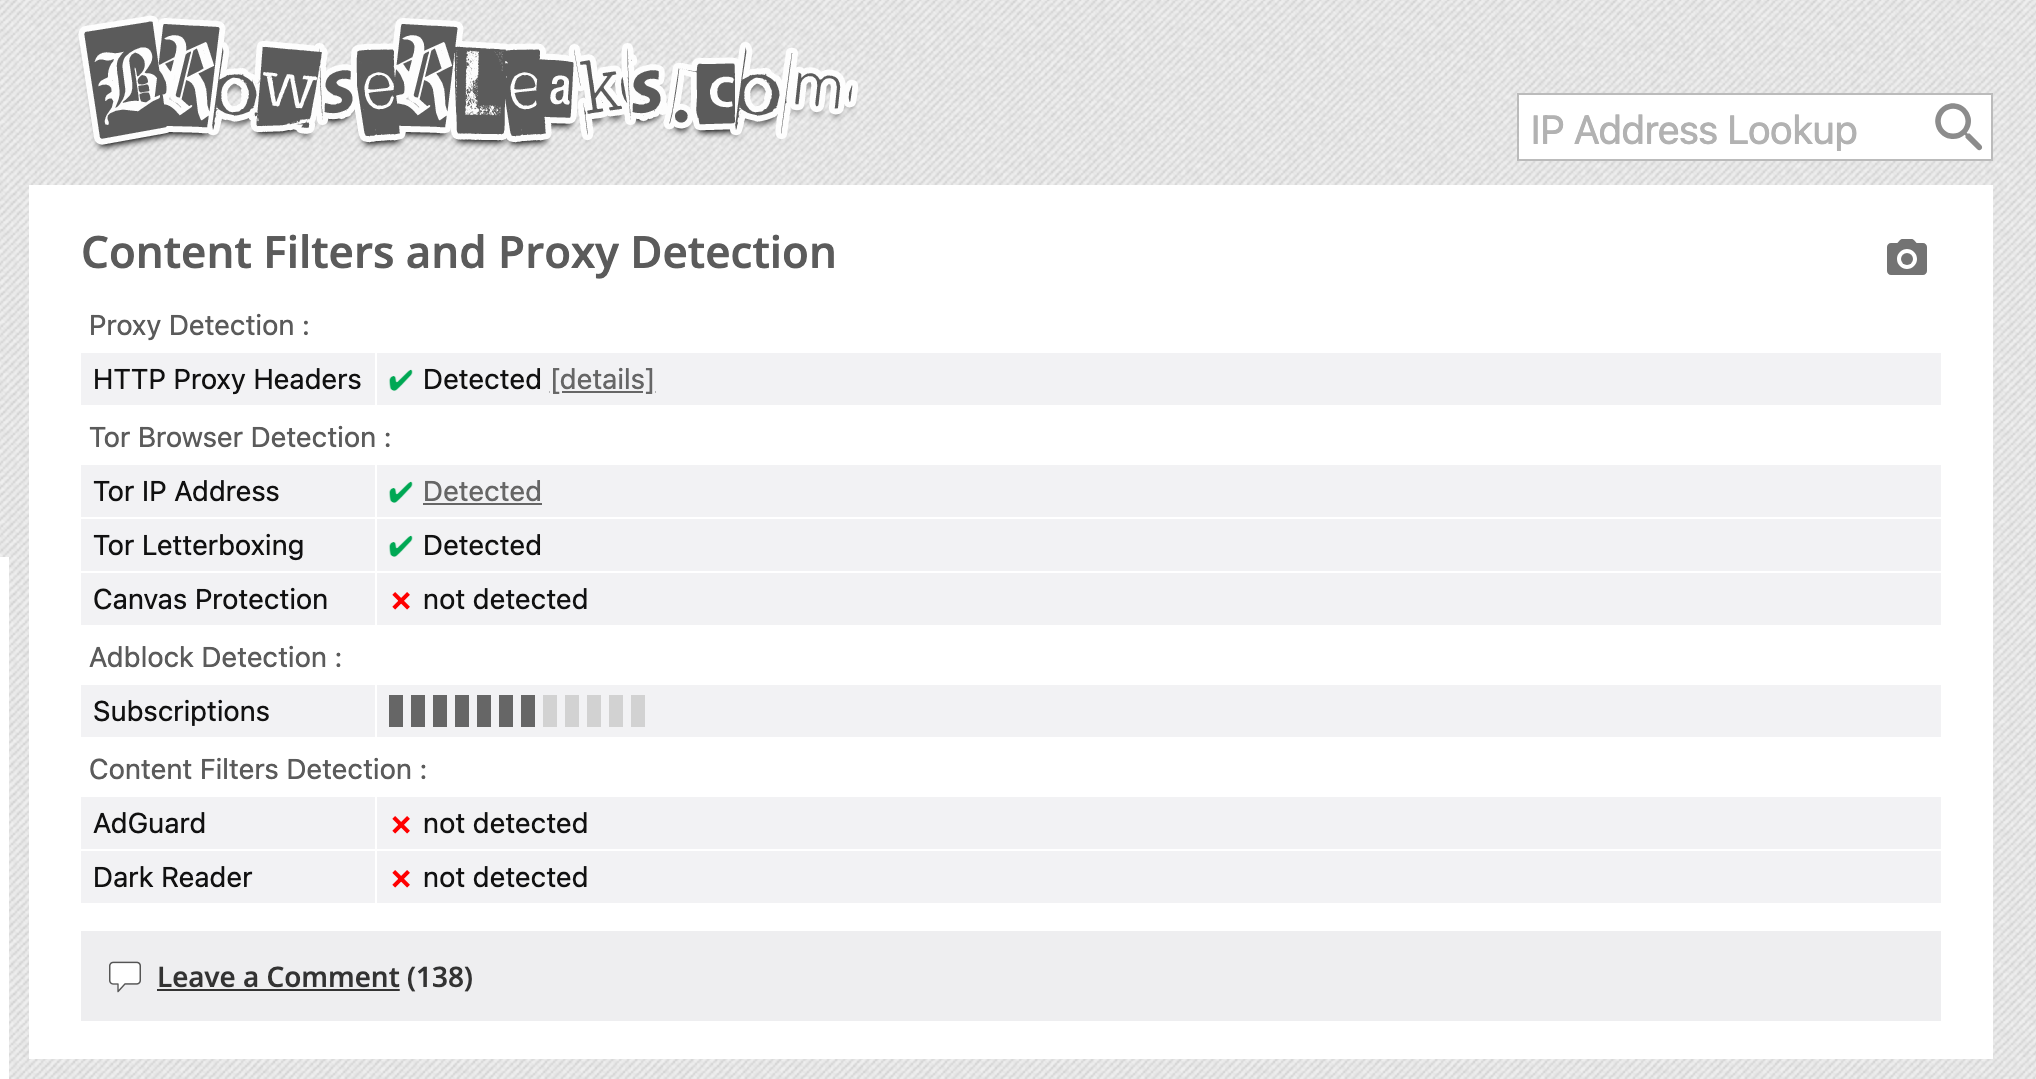 BRowseRLeaks.com
IP Address Lookup
Content Filters and Proxy Detection
Proxy Detection :
HTTP Proxy Headers ✔ Detected [details]
Tor Browser Detection :
Tor IP Address ✔ Detected
Tor Letterboxing ✔ Detected
Canvas Protection × not detected
Adblock Detection :
Subscriptions
Content Filters Detection :
AdGuard × not detected
Dark Reader × not detected
Leave a Comment (138)